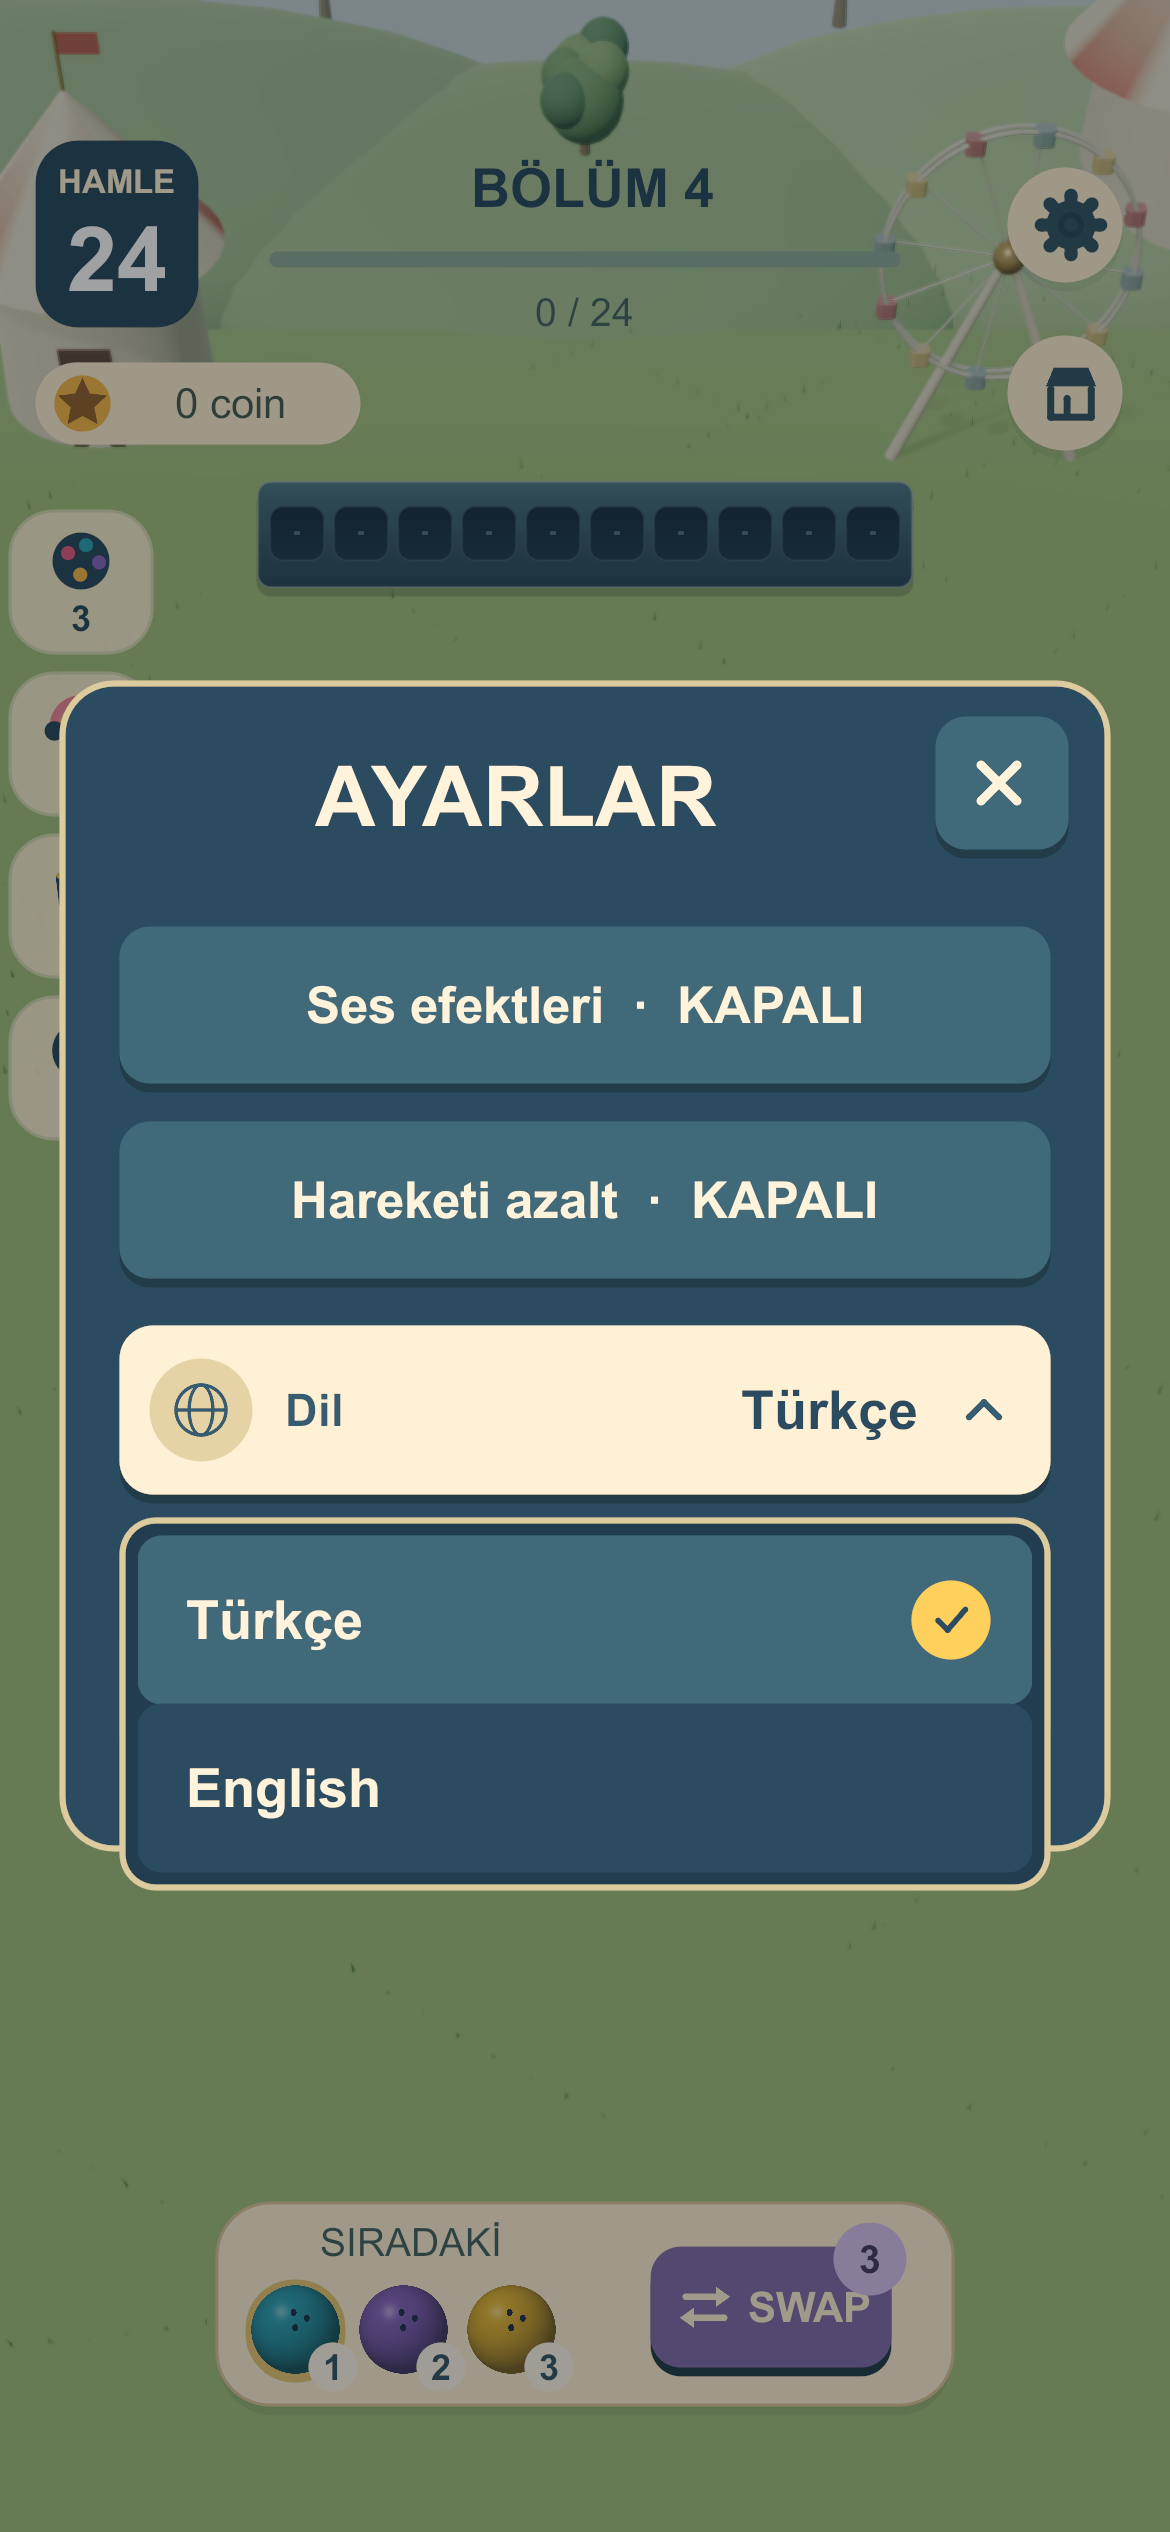 HAMLE
24
BÖLÜM 4
0 / 24
0 coin
3
AYARLAR
Ses efektleri · KAPALI
Hareketi azalt · KAPALI
Dil
Türkçe
Türkçe
English
SIRADAKİ
1
2
3
SWAP
3